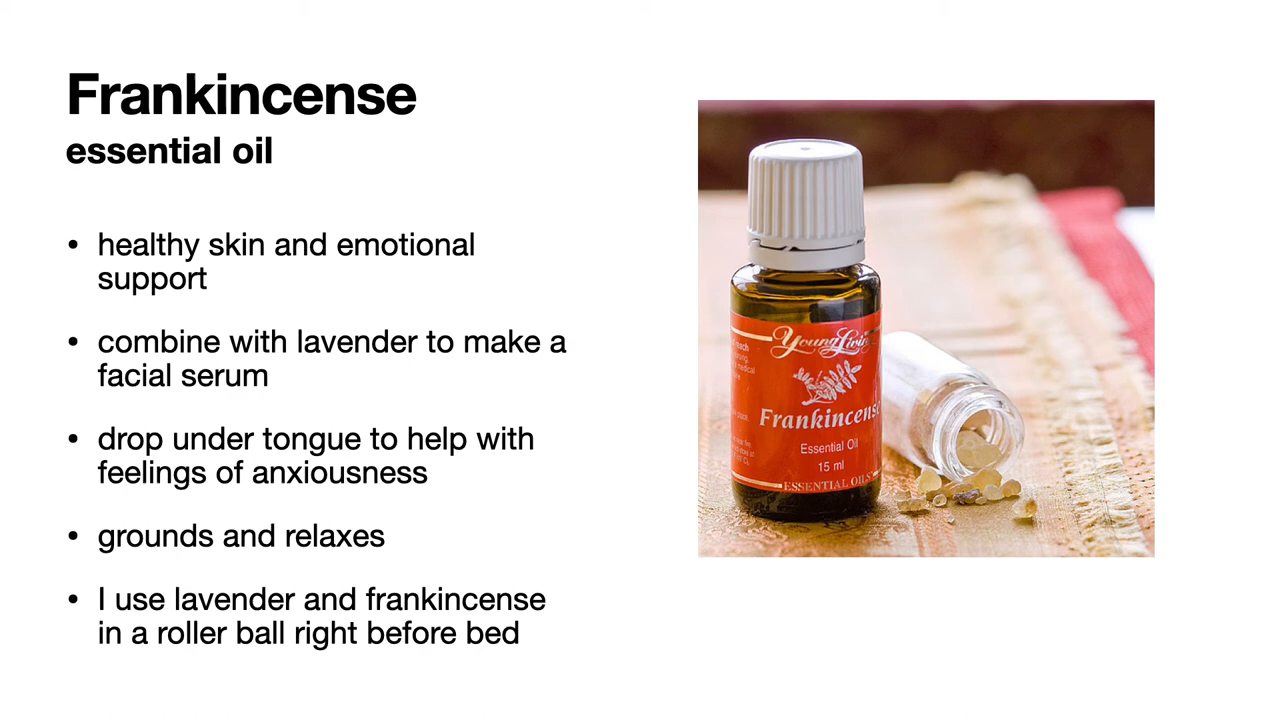 Frankincense
essential oil
• healthy skin and emotional
support
• combine with lavender to make a
facial serum
• drop under tongue to help with
feelings of anxiousness
• grounds and relaxes
• I use lavender and frankincense
in a roller ball right before bed
Young Living
Frankincense
Essential Oil
15 ml
ESSENTIAL OILS